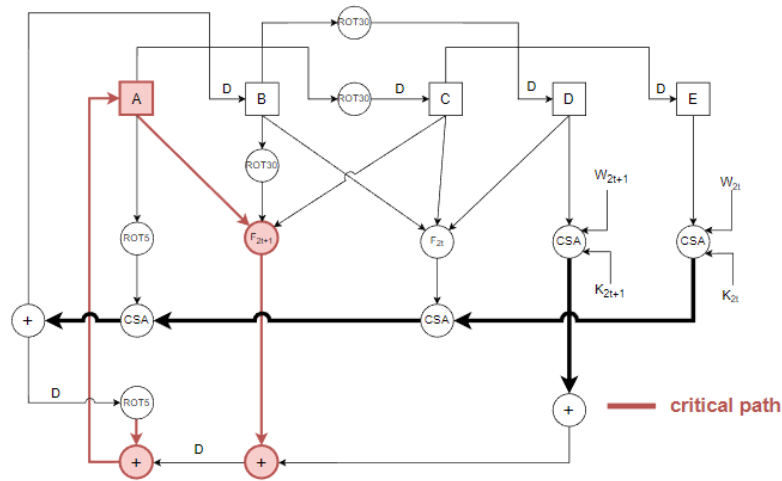 ROT30
D
D
D
D
A
B
ROT30
C
D
E
ROT30
W2t+1
W2t
ROT5
F2t+1
F2t
CSA
CSA
K2t+1
K2t
+
CSA
CSA
D
ROT5
+
critical path
+
D
+